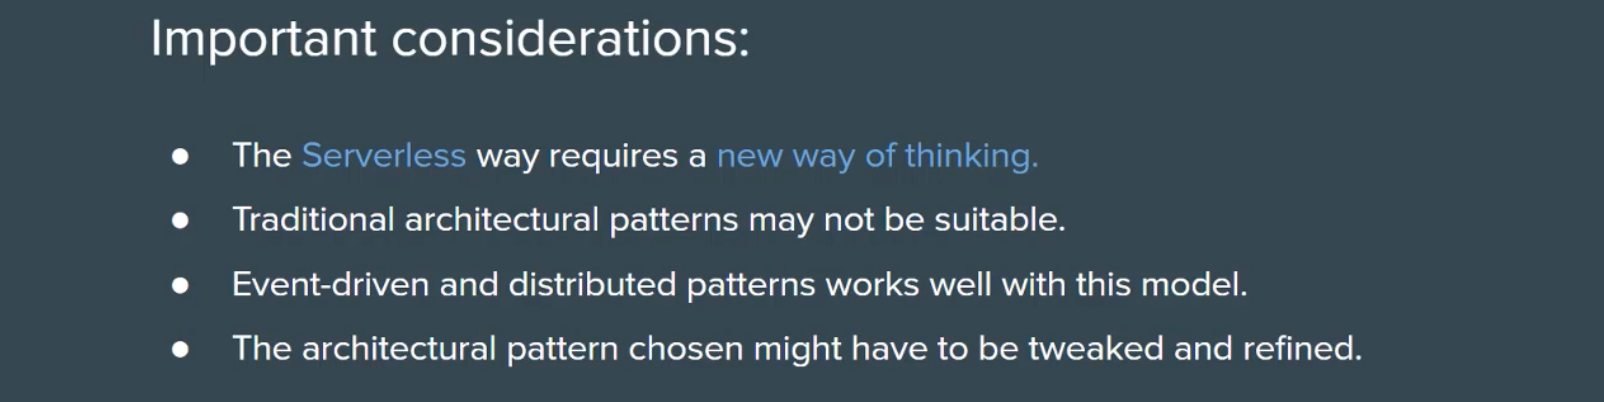 Important considerations:
● The Serverless way requires a new way of thinking.
● Traditional architectural patterns may not be suitable.
● Event-driven and distributed patterns works well with this model.
● The architectural pattern chosen might have to be tweaked and refined.